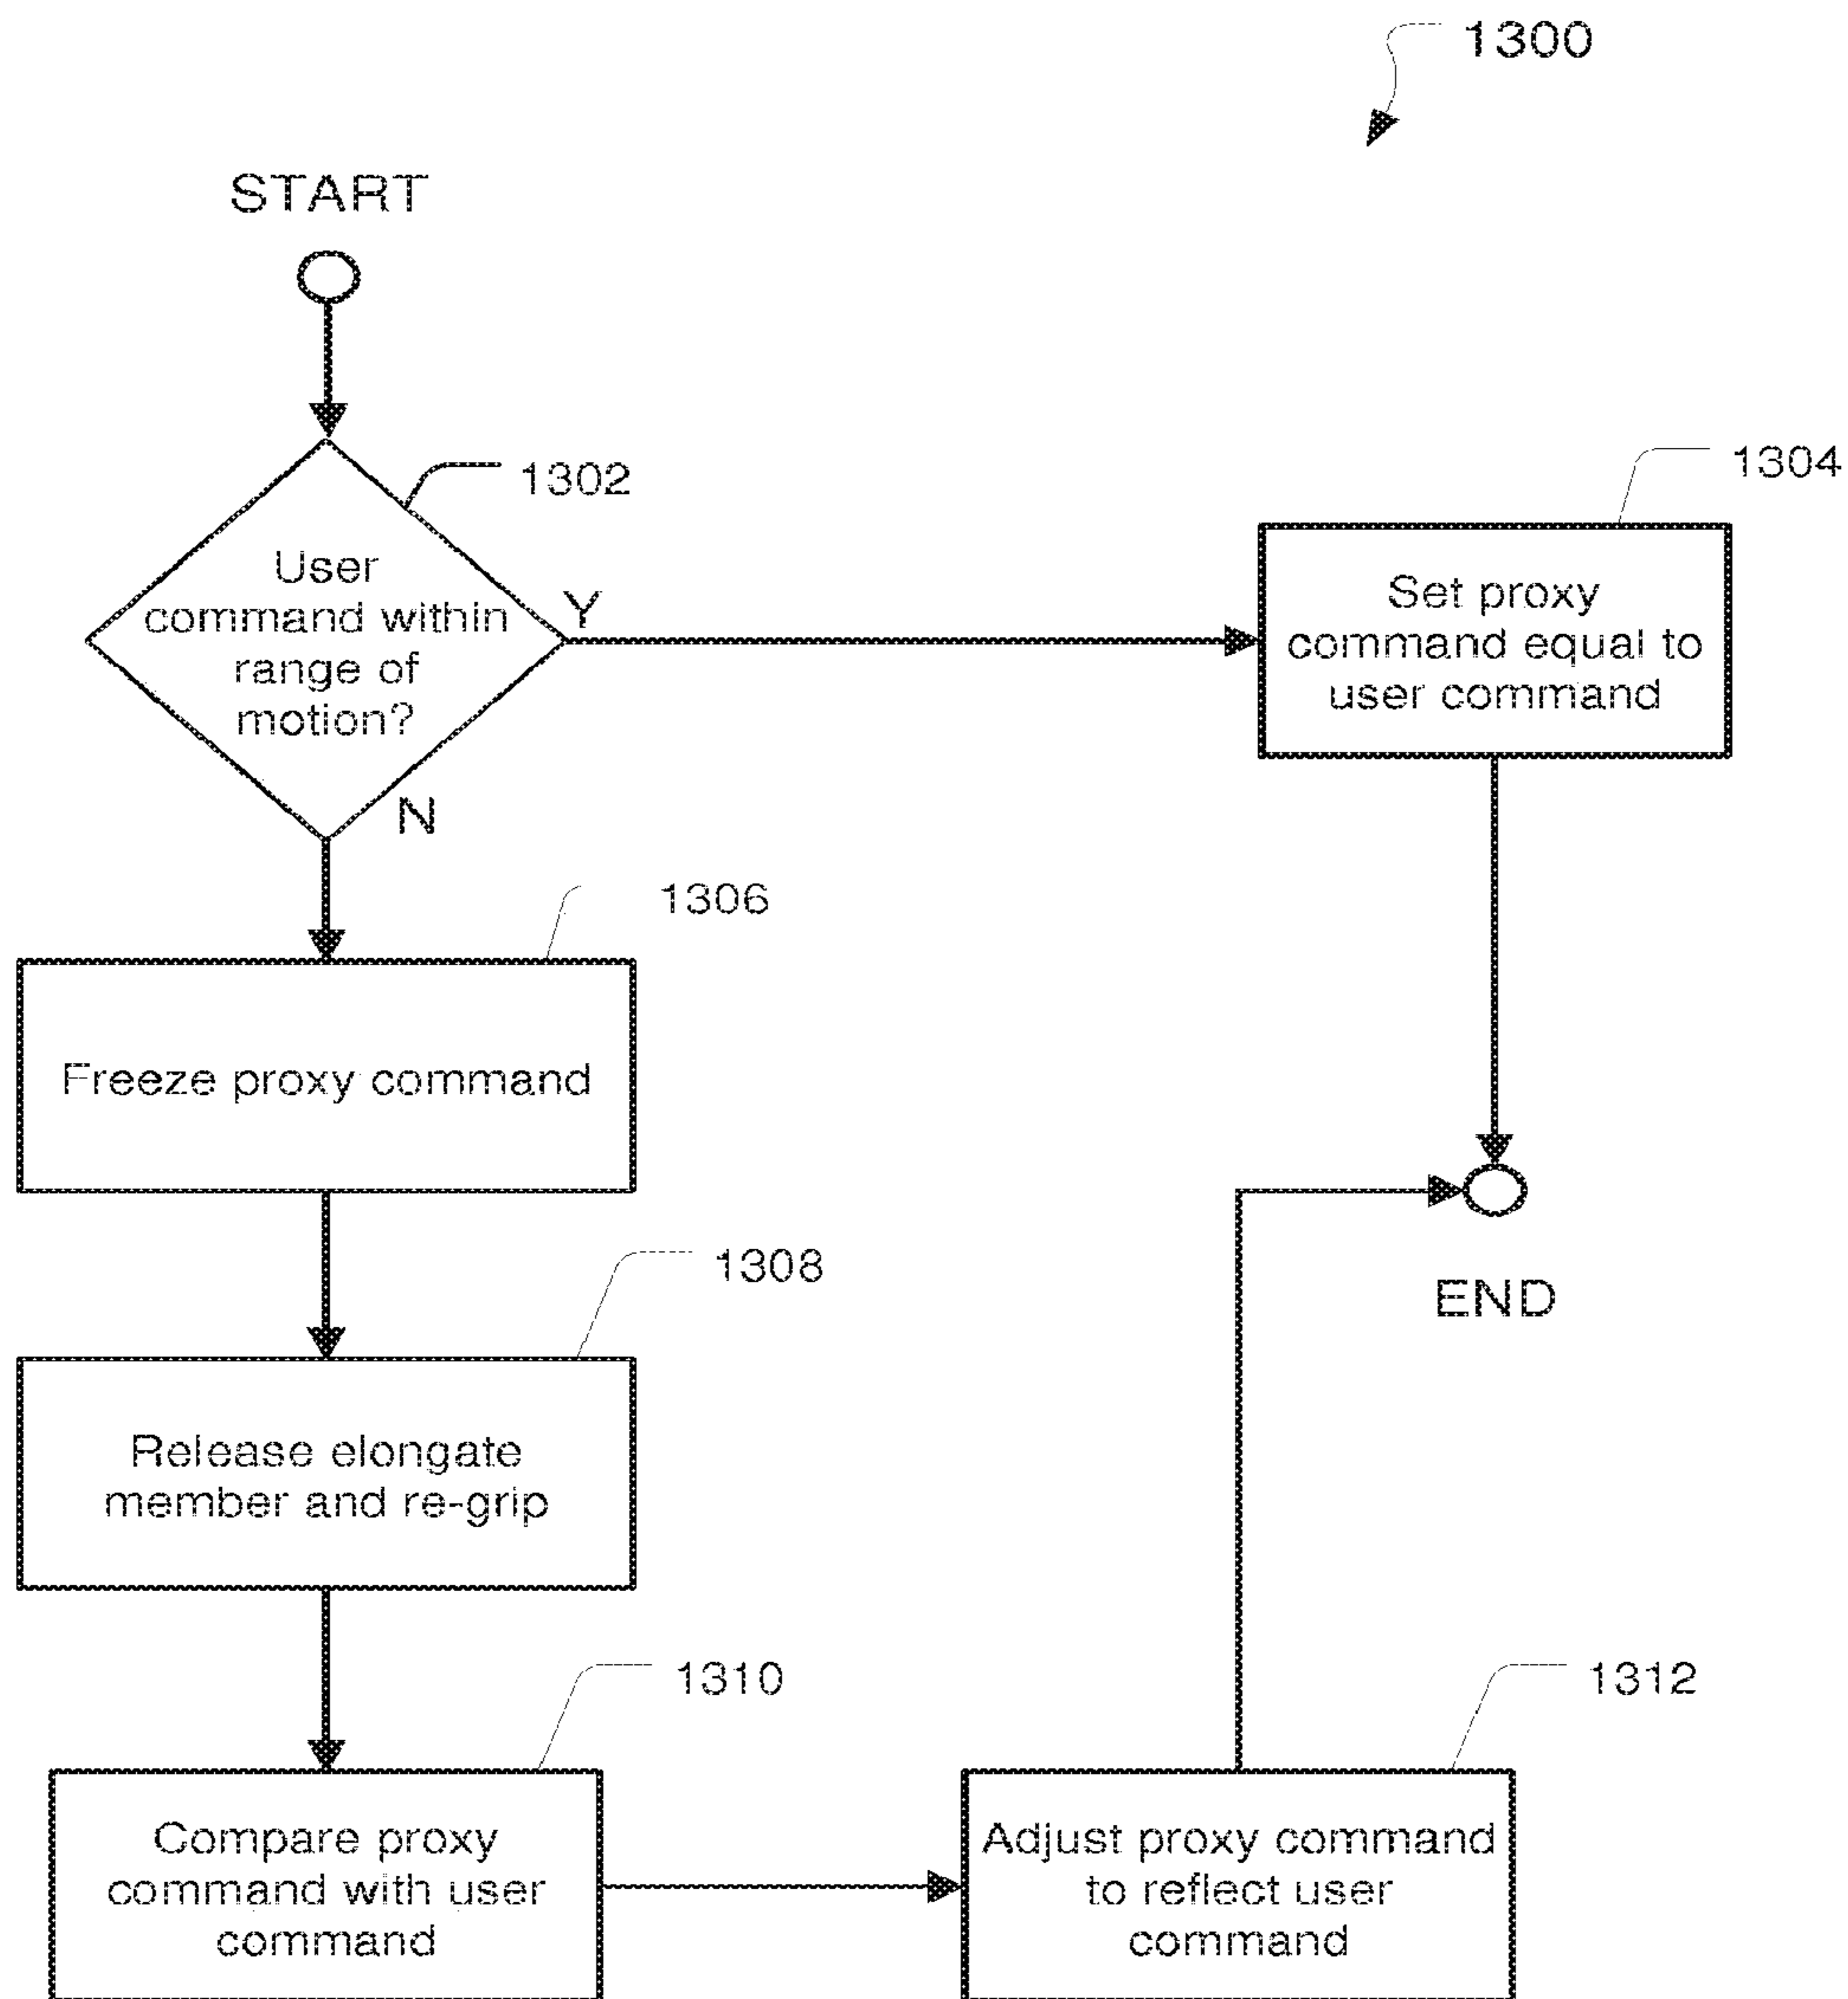 1300
START
1302
User
command within
range of
motion?
Y
N
1304
Set proxy
command equal to
user command
1306
Freeze proxy command
1308
Release elongate
member and re-grip
END
1310
Compare proxy
command with user
command
1312
Adjust proxy command
to reflect user
command